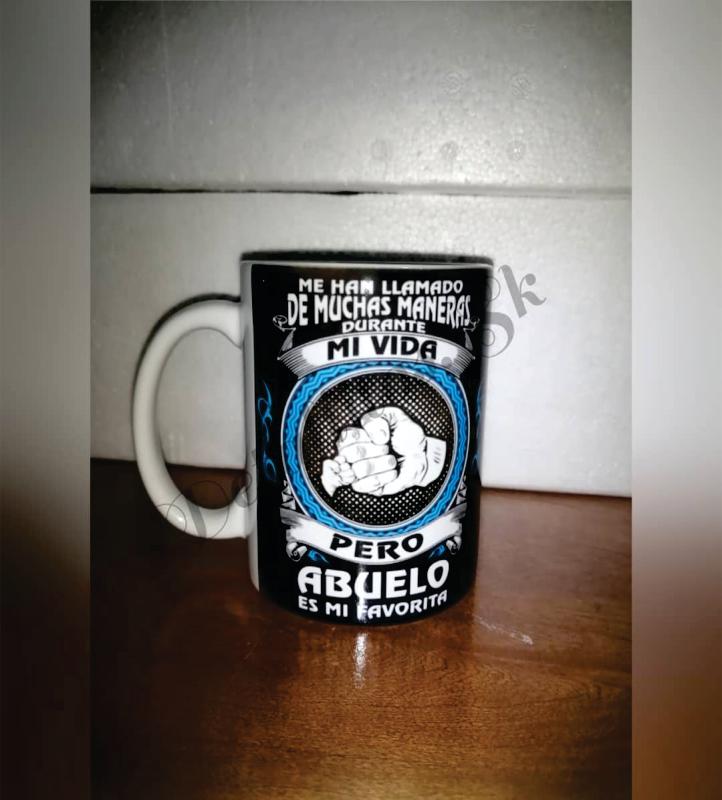 ME HAN LLAMADO
DE MUCHAS MANERAS
DURANTE
MI VIDA
PERO
ABUELO
ES MI FAVORITA